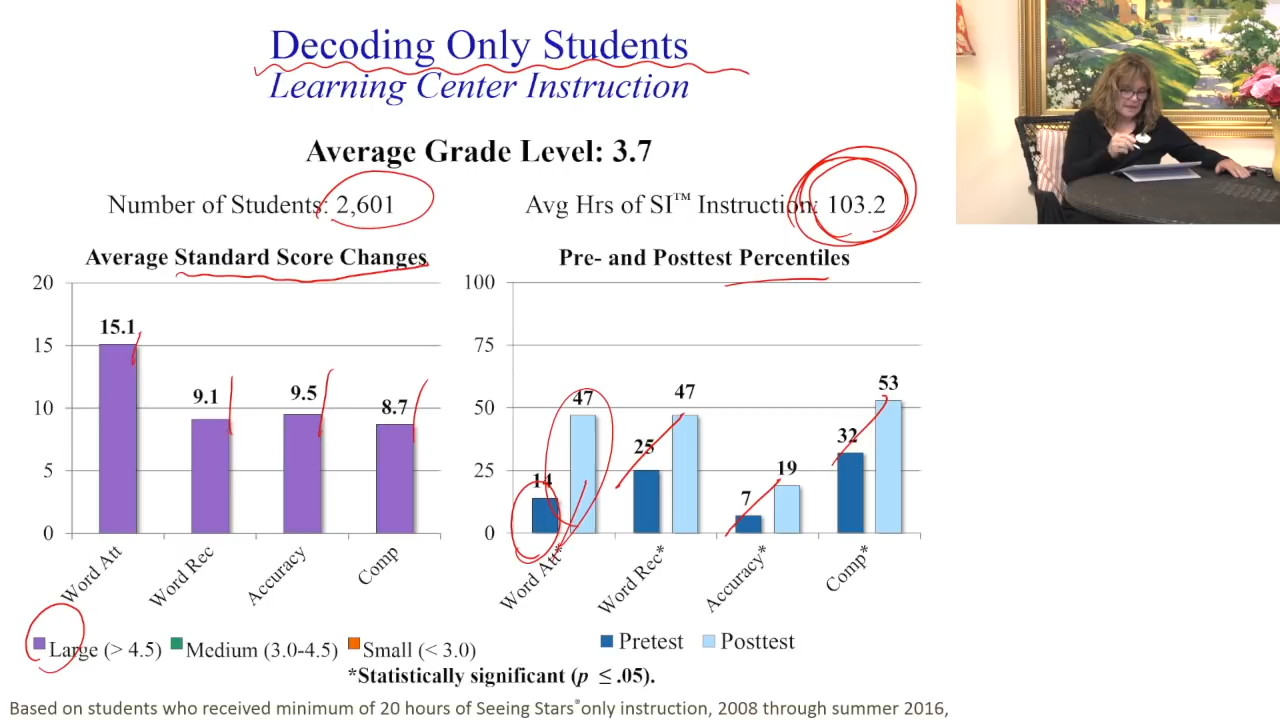 Decoding Only Students
Learning Center Instruction
Average Grade Level: 3.7
Number of Students: 2,601
Avg Hrs of SI™ Instruction: 103.2
Average Standard Score Changes
20
15
10
5
0
15.1
9.1
9.5
8.7
Word Att
Word Rec
Accuracy
Comp
Large (> 4.5)
Medium (3.0-4.5)
Small (< 3.0)
Pre- and Posttest Percentiles
100
75
50
25
0
14
47
25
47
7
19
32
53
Word Att*
Word Rec*
Accuracy*
Comp*
Pretest
Posttest
*Statistically significant (p ≤ .05).
Based on students who received minimum of 20 hours of Seeing Stars® only instruction, 2008 through summer 2016,